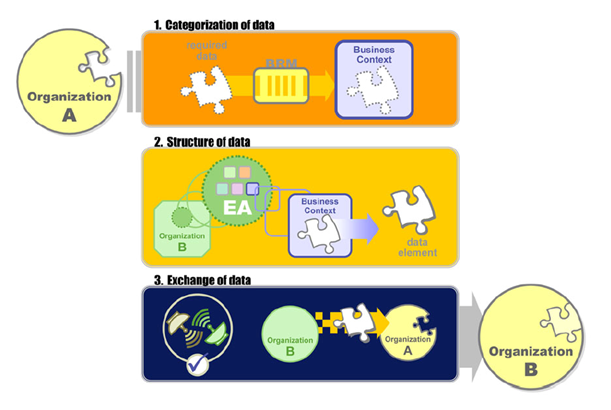 1. Categorization of data
Organization
A
required
data
BRM
Business
Context
2. Structure of data
EA
Organization
B
Business
Context
data
element
3. Exchange of data
Organization
B
Organization
A
Organization
B